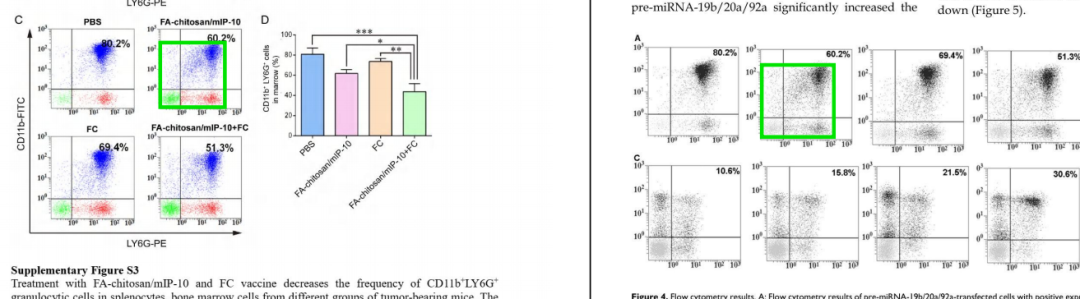 LY6G-PE
C
PBS
FA-chitosan/mIP-10
80.2%
60.2%
FC
FA-chitosan/mIP-10+FC
69.4%
51.3%
CD11b-FITC
LY6G-PE
D
CD11b+ LY6G+ cells
in marrow (%)
100
80
60
40
20
0
***
*
**
PBS
FA-chitosan/mIP-10
FC
FA-chitosan/mIP-10+FC
Supplementary Figure S3
Treatment with FA-chitosan/mIP-10 and FC vaccine decreases the frequency of CD11b+LY6G+
granulocytic cells in splenocytes, bone marrow cells from different groups of tumor-bearing mice. The
pre-miRNA-19b/20a/92a significantly increased the
down (Figure 5).
A
80.2%
60.2%
69.4%
51.3%
C
10.6%
15.8%
21.5%
30.6%
Figure 4. Flow cytometry results. A: Flow cytometry results of pre-miRNA-19b/20a/92a-transfected cells with positive